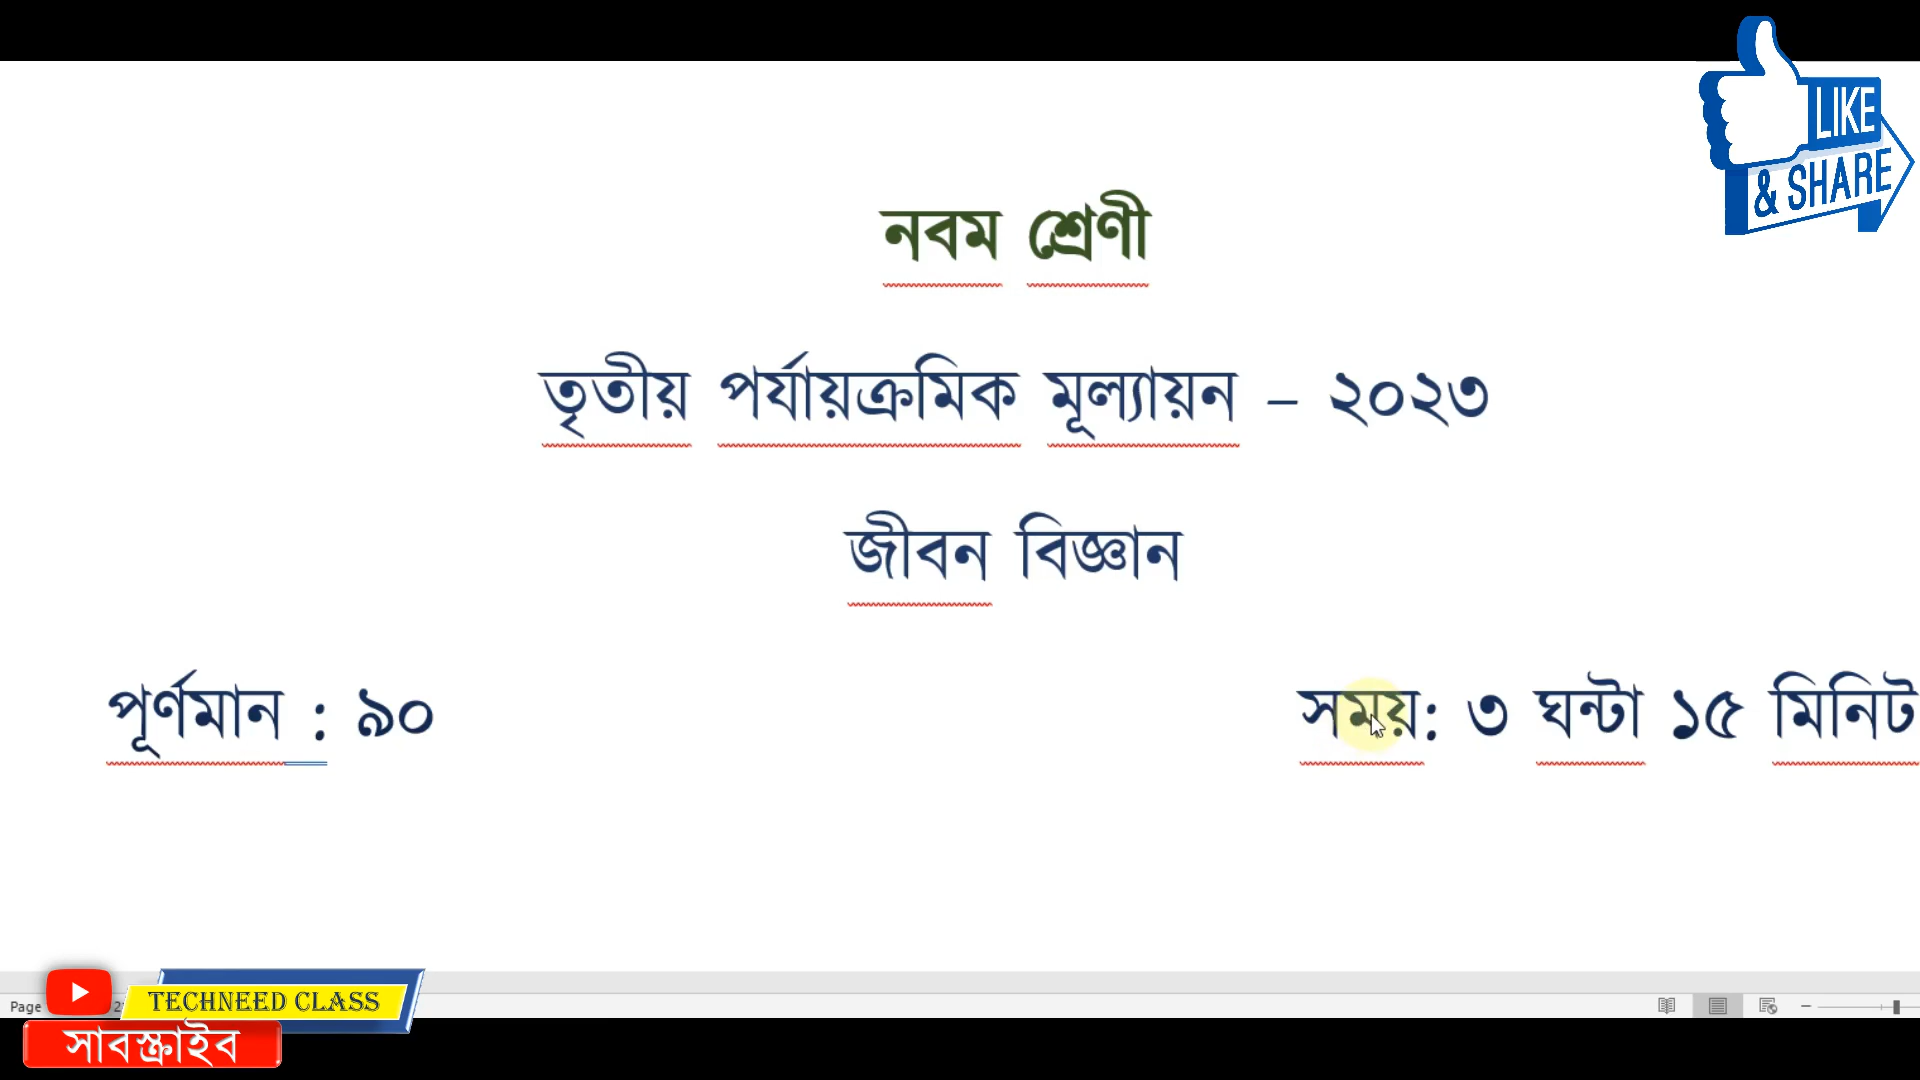 LIKE
& SHARE
নবম শ্রেণী
তৃতীয় পর্যায়ক্রমিক মূল্যায়ন – ২০২৩
জীবন বিজ্ঞান
পূর্ণমান : ৯০ সময়: ৩ ঘন্টা ১৫ মিনিট
Page
TECHNEED CLASS
সাবস্ক্রাইব